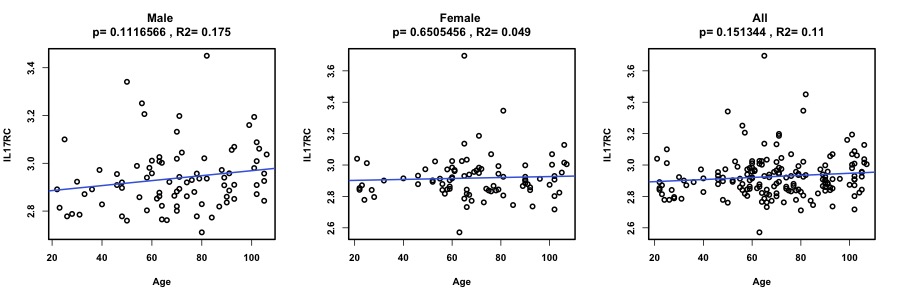 Male
p= 0.1116566 , R2= 0.175
IL17RC
3.4
3.2
3.0
2.8
20 40 60 80 100
Age
Female
p= 0.6505456 , R2= 0.049
IL17RC
3.6
3.4
3.2
3.0
2.8
2.6
20 40 60 80 100
Age
All
p= 0.151344 , R2= 0.11
IL17RC
3.6
3.4
3.2
3.0
2.8
2.6
20 40 60 80 100
Age